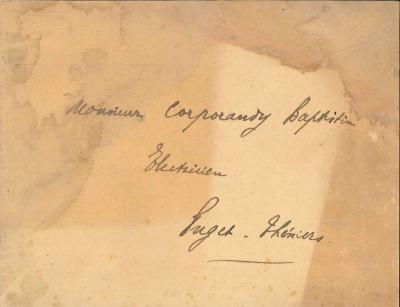 Monsieur Corporandy Baptistin
Electricien
Puget-Théniers